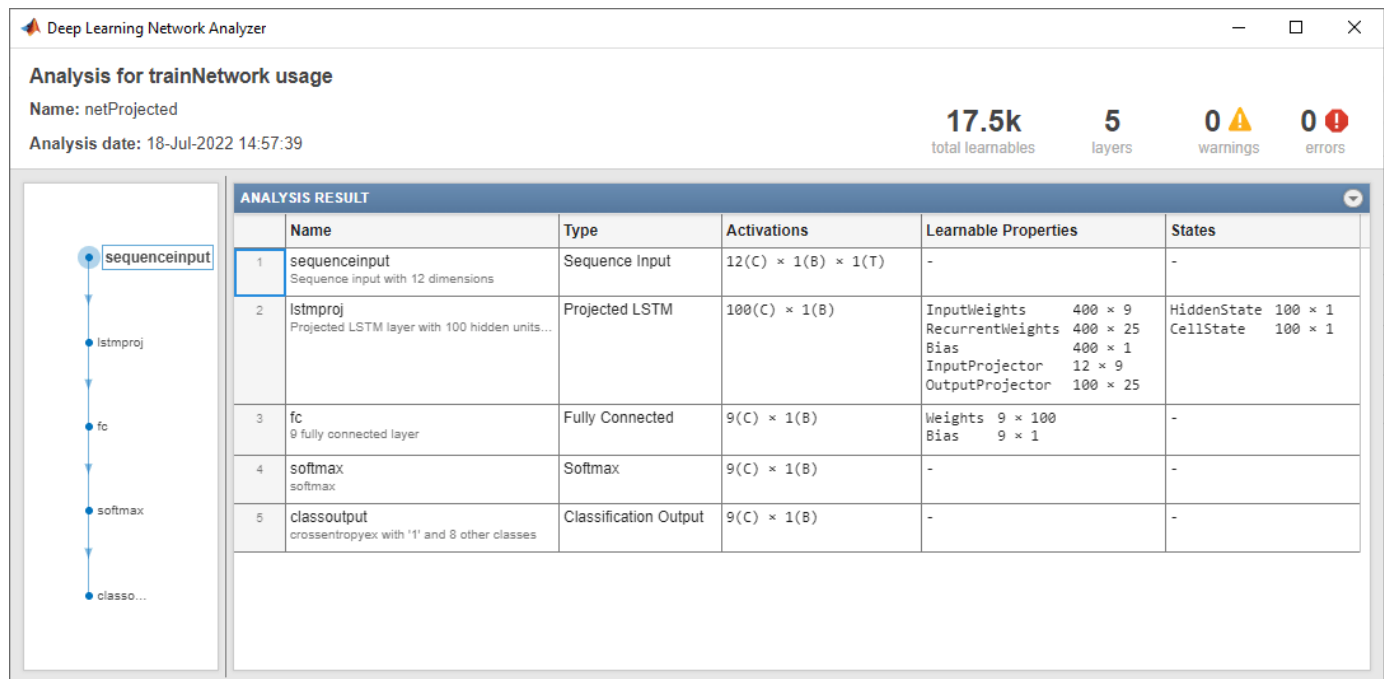 Deep Learning Network Analyzer
Analysis for trainNetwork usage
Name: netProjected
Analysis date: 18-Jul-2022 14:57:39
17.5k 5 0 0
total learnables layers warnings errors
ANALYSIS RESULT
Name Type Activations Learnable Properties States
sequenceinput
lstmproj
fc
softmax
classo...
1 sequenceinput Sequence Input 12(C) × 1(B) × 1(T) - -
Sequence input with 12 dimensions
2 lstmproj Projected LSTM 100(C) × 1(B) InputWeights 400 × 9 HiddenState 100 × 1
Projected LSTM layer with 100 hidden units... RecurrentWeights 400 × 25 CellState 100 × 1
Bias 400 × 1
InputProjector 12 × 9
OutputProjector 100 × 25
3 fc Fully Connected 9(C) × 1(B) Weights 9 × 100 -
9 fully connected layer Bias 9 × 1
4 softmax Softmax 9(C) × 1(B) - -
softmax
5 classoutput Classification Output 9(C) × 1(B) - -
crossentropyex with '1' and 8 other classes